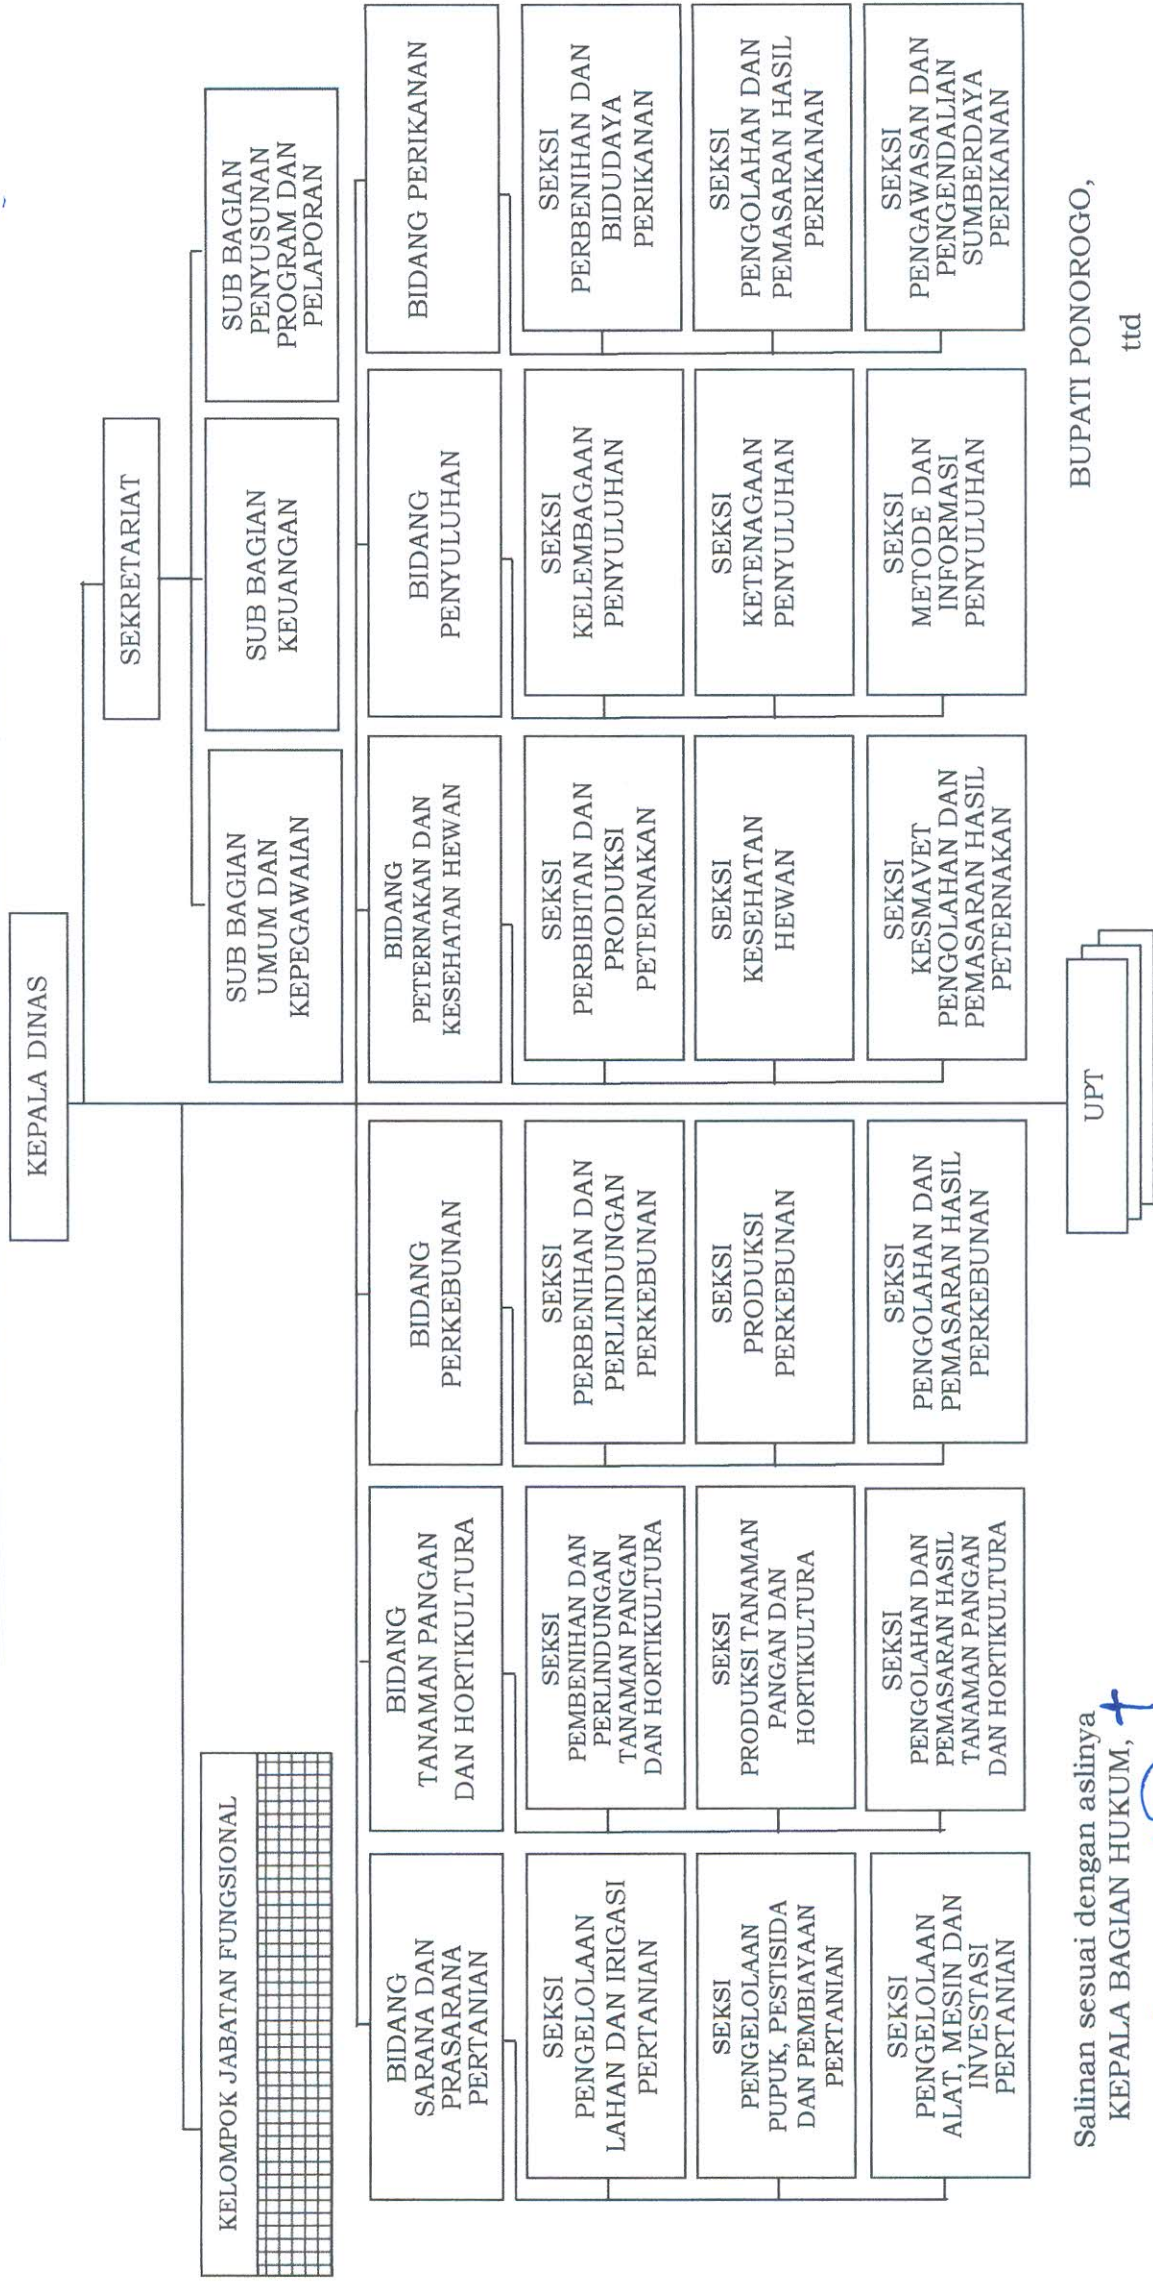 KEPALA DINAS
SEKRETARIAT
KELOMPOK JABATAN FUNGSIONAL
SUB BAGIAN
UMUM DAN
KEPEGAWAIAN
SUB BAGIAN
KEUANGAN
SUB BAGIAN
PENYUSUNAN
PROGRAM DAN
PELAPORAN
BIDANG
SARANA DAN
PRASARANA
PERTANIAN
SEKSI
PENGELOLAAN
LAHAN DAN IRIGASI
PERTANIAN
SEKSI
PENGELOLAAN
PUPUK, PESTISIDA
DAN PEMBIAYAAN
PERTANIAN
SEKSI
PENGELOLAAN
ALAT, MESIN DAN
INVESTASI
PERTANIAN
BIDANG
TANAMAN PANGAN
DAN HORTIKULTURA
SEKSI
PEMBENIHAN DAN
PERLINDUNGAN
TANAMAN PANGAN
DAN HORTIKULTURA
SEKSI
PRODUKSI TANAMAN
PANGAN DAN
HORTIKULTURA
SEKSI
PENGOLAHAN DAN
PEMASARAN HASIL
TANAMAN PANGAN
DAN HORTIKULTURA
BIDANG
PERKEBUNAN
SEKSI
PERBENIHAN DAN
PERLINDUNGAN
PERKEBUNAN
SEKSI
PRODUKSI
PERKEBUNAN
SEKSI
PENGOLAHAN DAN
PEMASARAN HASIL
PERKEBUNAN
BIDANG
PETERNAKAN DAN
KESEHATAN HEWAN
SEKSI
PERBIBITAN DAN
PRODUKSI
PETERNAKAN
SEKSI
KESEHATAN
HEWAN
SEKSI
KESMAVET
PENGOLAHAN DAN
PEMASARAN HASIL
PETERNAKAN
BIDANG
PENYULUHAN
SEKSI
KELEMBAGAAN
PENYULUHAN
SEKSI
KETENAGAAN
PENYULUHAN
SEKSI
METODE DAN
INFORMASI
PENYULUHAN
BIDANG PERIKANAN
SEKSI
PERBENIHAN DAN
BIDUDAYA
PERIKANAN
SEKSI
PENGOLAHAN DAN
PEMASARAN HASIL
PERIKANAN
SEKSI
PENGAWASAN DAN
PENGENDALIAN
SUMBERDAYA
PERIKANAN
UPT
Salinan sesuai dengan aslinya
KEPALA BAGIAN HUKUM,
BUPATI PONOROGO,
ttd